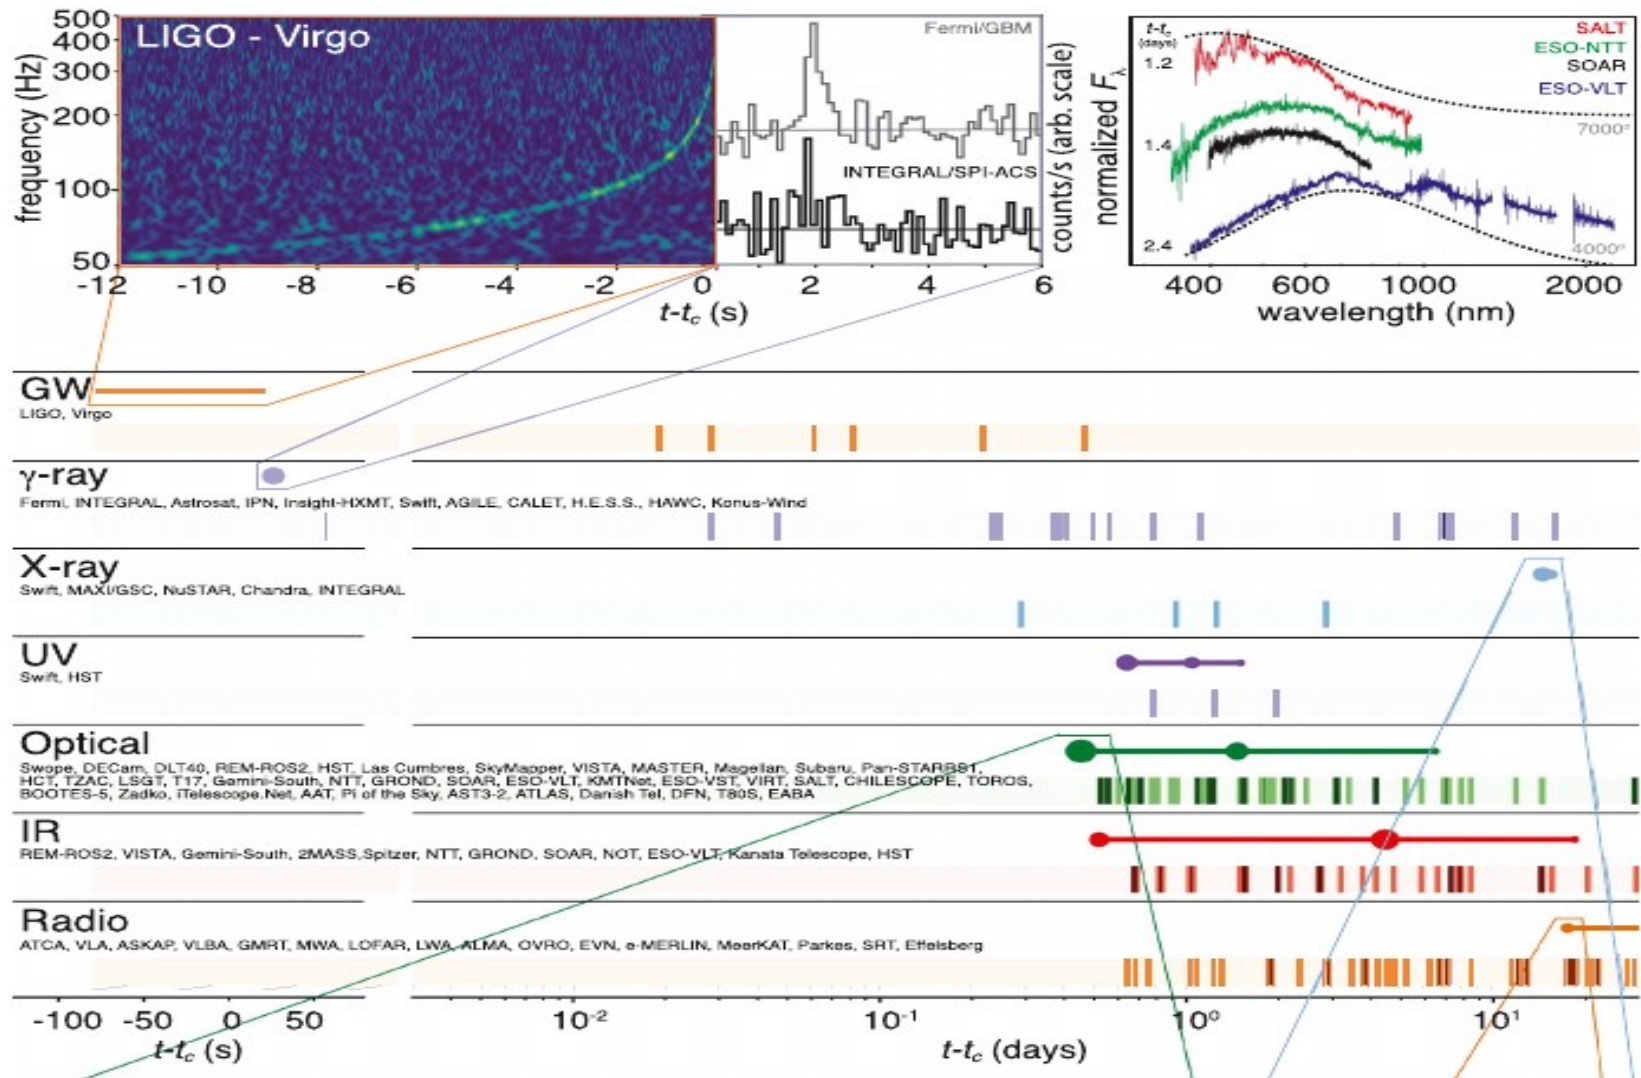 500
400
300
200
100
50
frequency (Hz)
LIGO - Virgo
Fermi/GBM
INTEGRAL/SPI-ACS
counts/s (arb. scale)
-12 -10 -8 -6 -4 -2 0 2 4 6
t-tc (s)
normalized Fλ
t-tc
(days)
1.2
1.4
2.4
SALT
ESO-NTT
SOAR
ESO-VLT
7000°
4000°
400 600 1000 2000
wavelength (nm)
GW
LIGO, Virgo
γ-ray
Fermi, INTEGRAL, Astrosat, IPN, Insight-HXMT, Swift, AGILE, CALET, H.E.S.S., HAWC, Konus-Wind
X-ray
Swift, MAXI/GSC, NuSTAR, Chandra, INTEGRAL
UV
Swift, HST
Optical
Swope, DECam, DLT40, REM-ROS2, HST, Las Cumbres, SkyMapper, VISTA, MASTER, Magellan, Subaru, Pan-STARRS1,
HCT, TZAC, LSGT, T17, Gemini-South, NTT, GROND, SOAR, ESO-VLT, KMTNet, ESO-VST, VIRT, SALT, CHILESCOPE, TOROS,
BOOTES-5, Zadko, iTelescope.Net, AAT, Pi of the Sky, AST3-2, ATLAS, Danish Tel, DFN, T80S, EABA
IR
REM-ROS2, VISTA, Gemini-South, 2MASS,Spitzer, NTT, GROND, SOAR, NOT, ESO-VLT, Kanata Telescope, HST
Radio
ATCA, VLA, ASKAP, VLBA, GMRT, MWA, LOFAR, LWA, ALMA, OVRO, EVN, e-MERLIN, MeerKAT, Parkes, SRT, Effelsberg
-100 -50 0 50 10⁻² 10⁻¹ 10⁰ 10¹
t-tc (s) t-tc (days)